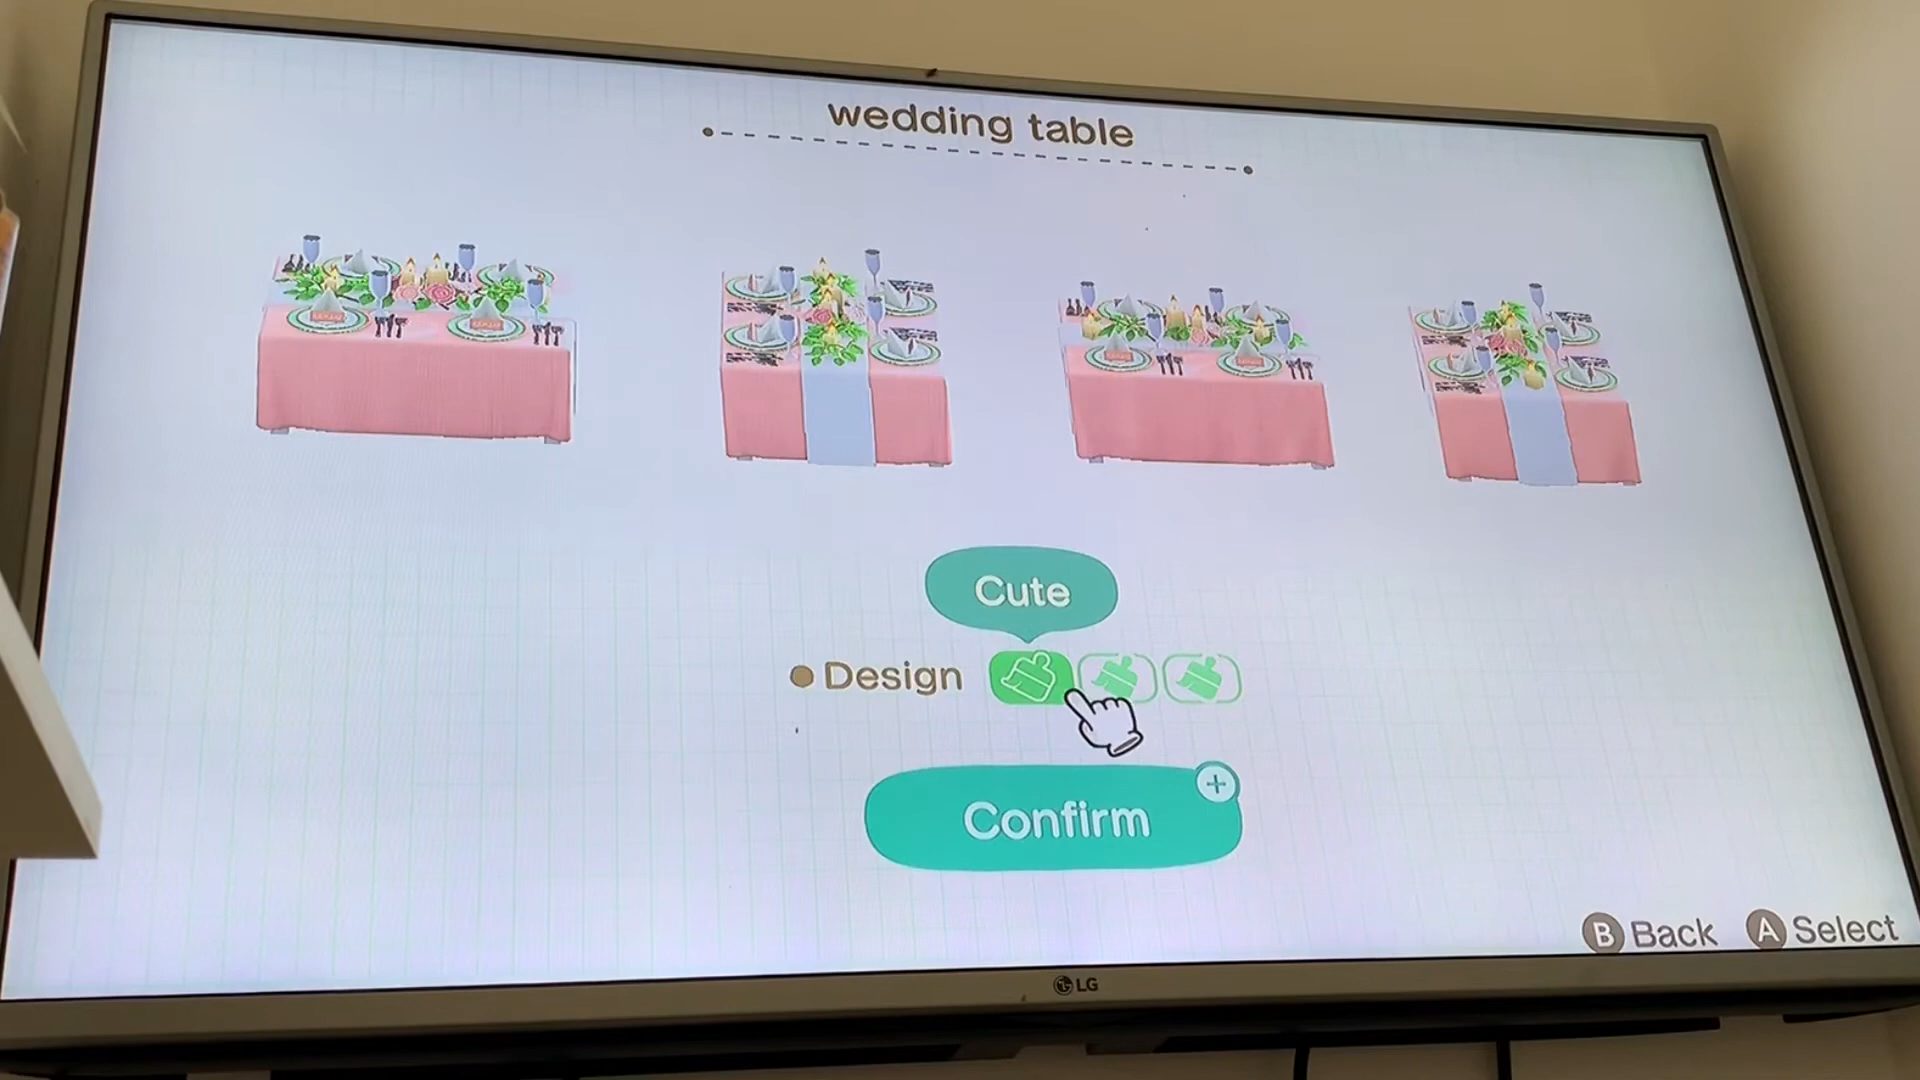 wedding table
Cute
Design
Confirm
B Back A Select
LG